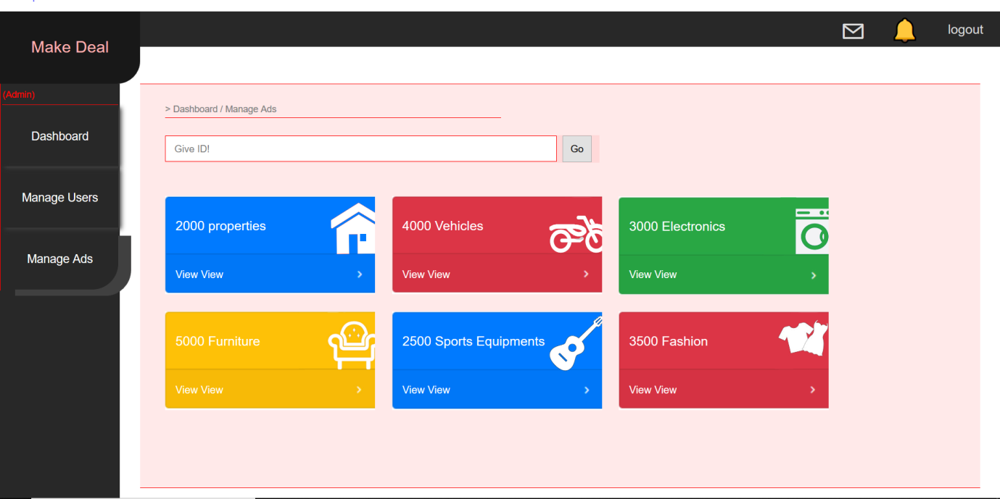 Make Deal
logout
(Admin)
Dashboard
Manage Users
Manage Ads
> Dashboard / Manage Ads
Give ID!
Go
2000 properties
View View
4000 Vehicles
View View
3000 Electronics
View View
5000 Furniture
View View
2500 Sports Equipments
View View
3500 Fashion
View View